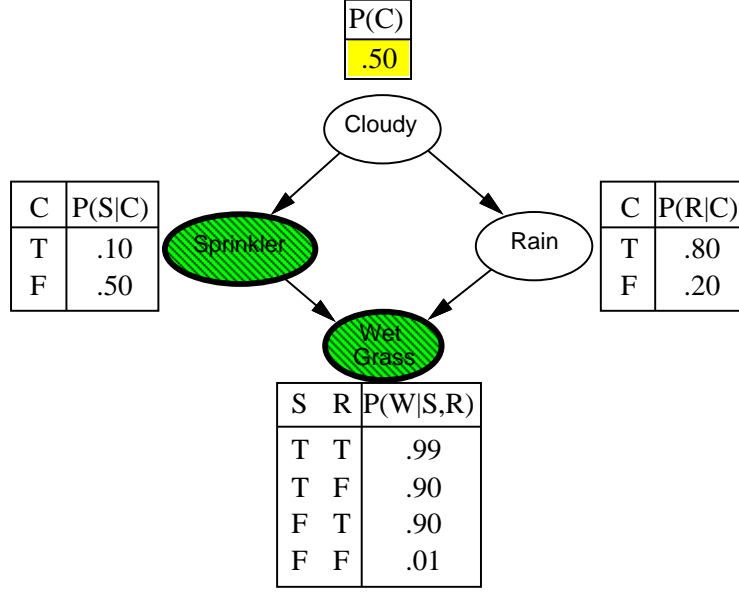 P(C)
.50
Cloudy
C P(S|C)
T .10
F .50
Sprinkler
Rain
C P(R|C)
T .80
F .20
Wet
Grass
S R P(W|S,R)
T T .99
T F .90
F T .90
F F .01